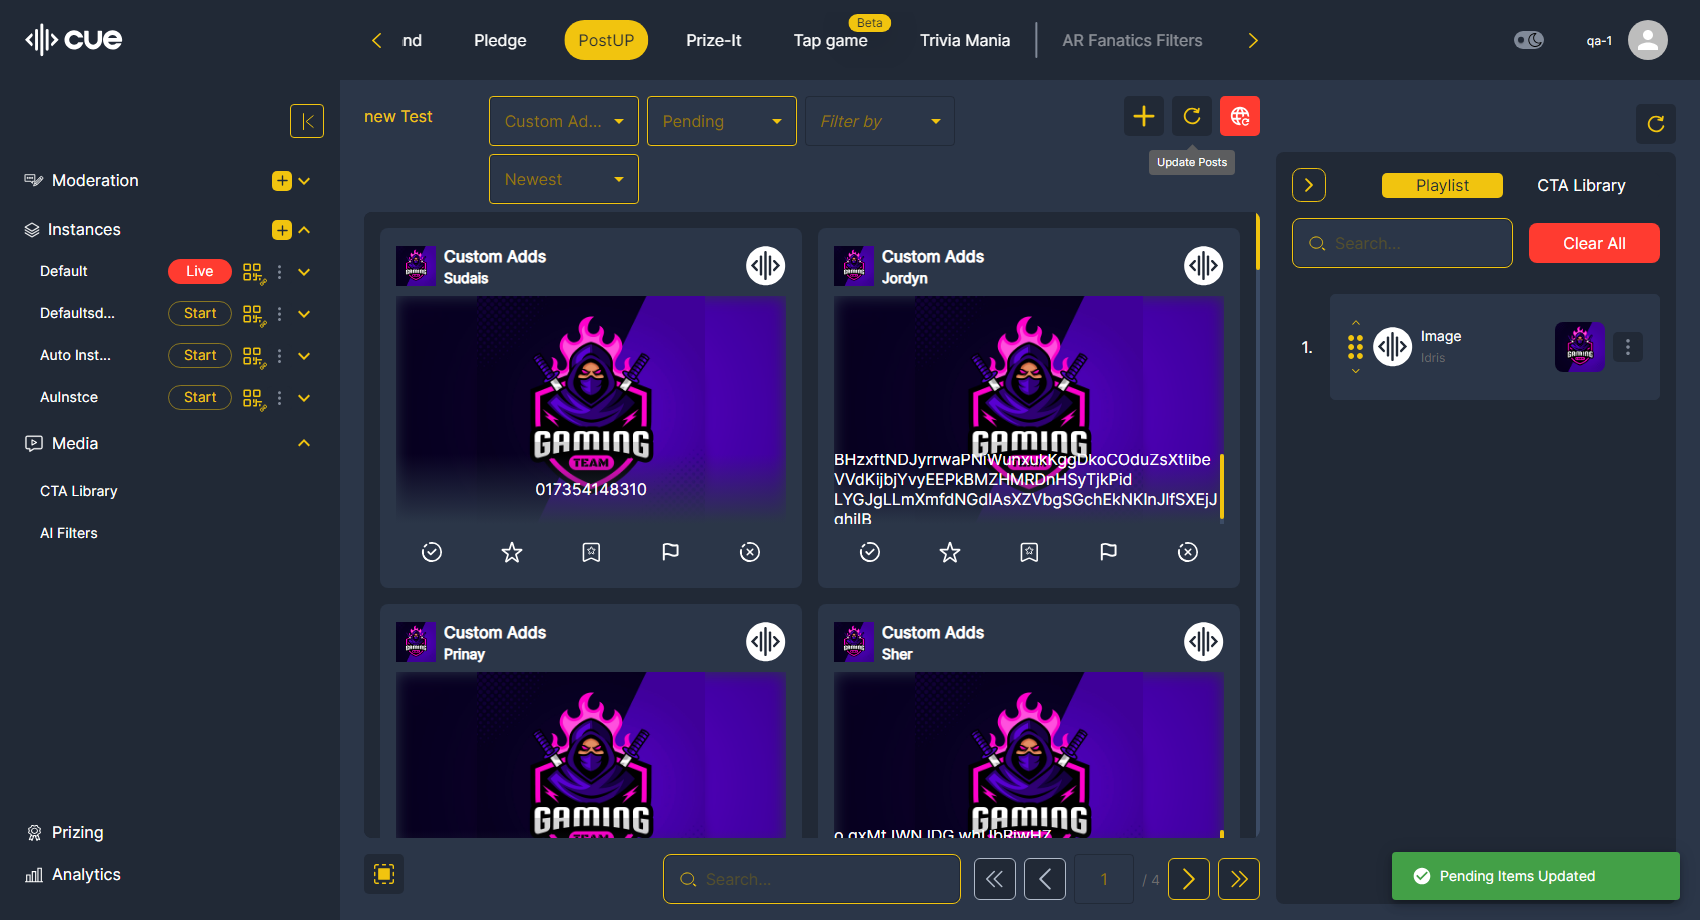 cue
nd
Pledge
PostUP
Prize-It
Beta
Tap game
Trivia Mania
AR Fanatics Filters
qa-1
new Test
Custom Ad...
Pending
Filter by
Newest
Update Posts
Moderation
Instances
Default
Live
Defaultsd...
Start
Auto Inst...
Start
AuInstce
Start
Media
CTA Library
AI Filters
Prizing
Analytics
Custom Adds
Sudais
GAMING
TEAM
017354148310
Custom Adds
Jordyn
GAMING
BHzxftNDJyrrwaPNiWunxukKggDkoCOduZsXtlibe
VVdKijbjYvyEEPkBMZHMRDnHSyTjkPid
LYGJgLLmXmfdNGdlAsXZVbgSGchEkNKInJlfSXEjJ
ghilB
Custom Adds
Prinay
GAMING
TEAM
Custom Adds
Sher
GAMING
Search...
1
/ 4
Playlist
CTA Library
Search...
Clear All
1.
Image
Idris
GAMING
Pending Items Updated